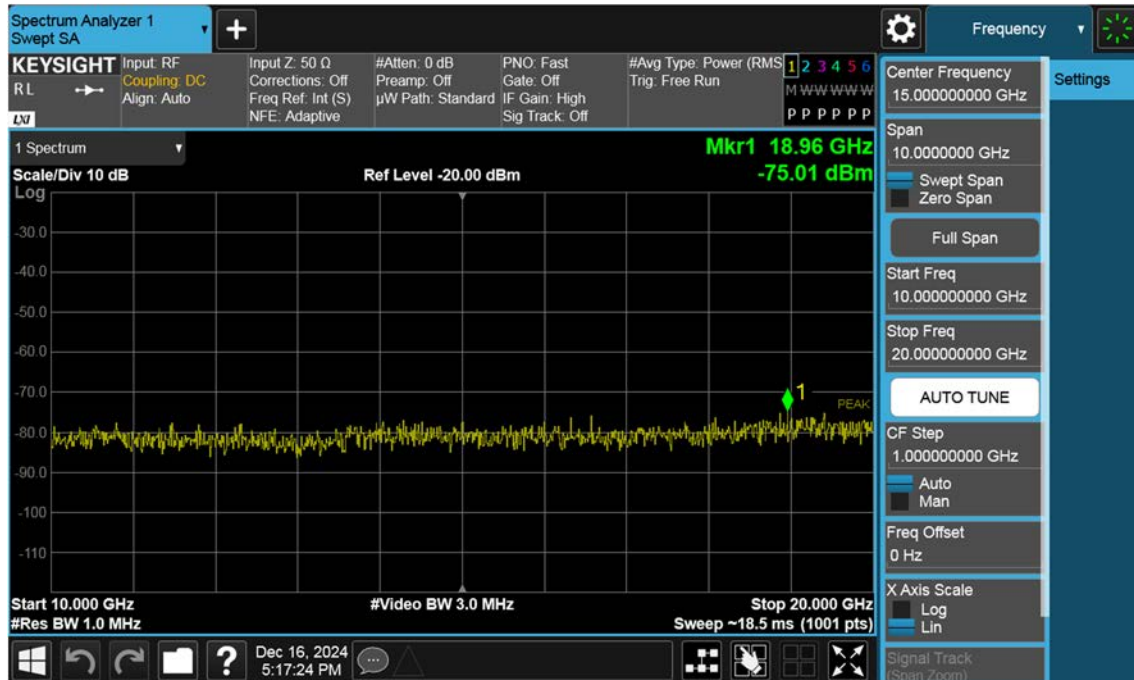 Spectrum Analyzer 1
Swept SA
+
Frequency
KEYSIGHT
RL
LXI
Input: RF
Coupling: DC
Align: Auto
Input Z: 50 Ω
Corrections: Off
Freq Ref: Int (S)
NFE: Adaptive
#Atten: 0 dB
Preamp: Off
µW Path: Standard
PNO: Fast
Gate: Off
IF Gain: High
Sig Track: Off
#Avg Type: Power (RMS
Trig: Free Run
1 2 3 4 5 6
M W W W W W
P P P P P P
1 Spectrum
Scale/Div 10 dB
Ref Level -20.00 dBm
Mkr1 18.96 GHz
-75.01 dBm
Log
-30.0
-40.0
-50.0
-60.0
-70.0
-80.0
-90.0
-100
-110
1
PEAK
Start 10.000 GHz
#Video BW 3.0 MHz
Stop 20.000 GHz
#Res BW 1.0 MHz
Sweep ~18.5 ms (1001 pts)
?
Dec 16, 2024
5:17:24 PM
Center Frequency
15.000000000 GHz
Span
10.0000000 GHz
Swept Span
Zero Span
Full Span
Start Freq
10.000000000 GHz
Stop Freq
20.000000000 GHz
AUTO TUNE
CF Step
1.000000000 GHz
Auto
Man
Freq Offset
0 Hz
X Axis Scale
Log
Lin
Signal Track
(Span Zoom)
Settings